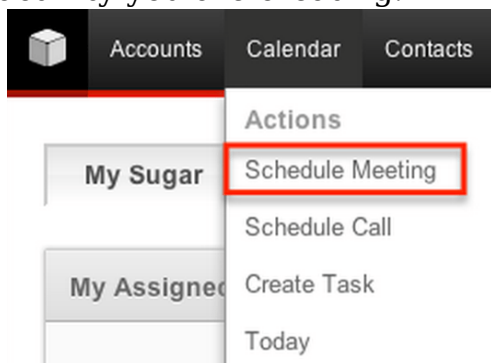 Accounts Calendar Contacts
Actions
My Sugar Schedule Meeting
Schedule Call
My Assigned Create Task
Today